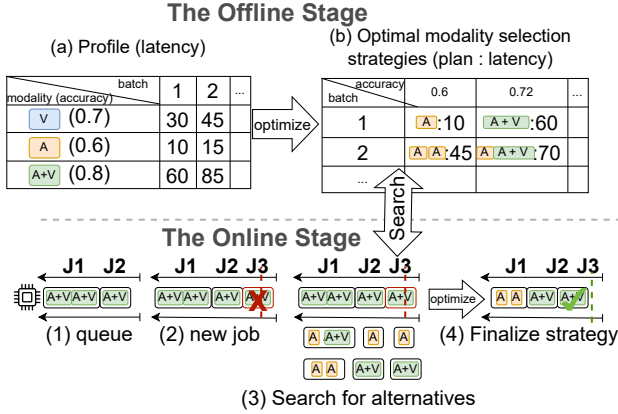 The Offline Stage
(a) Profile (latency)
(b) Optimal modality selection
strategies (plan : latency)
batch
modality (accuracy)
1 2 ...
V (0.7) 30 45
A (0.6) 10 15
A+V (0.8) 60 85
optimize
accuracy
batch
0.6 0.72 ...
1 A :10 A+V :60
2 A A :45 A A+V :70
...
Search
The Online Stage
J1 J2
A+V A+V A+V
(1) queue
J1 J2 J3
A+V A+V A+V A+V
X
(2) new job
J1 J2 J3
A+V A+V A+V A+V
A A+V A A
A A A+V A+V
(3) Search for alternatives
optimize
J1 J2 J3
A A A+V A+V
(4) Finalize strategy